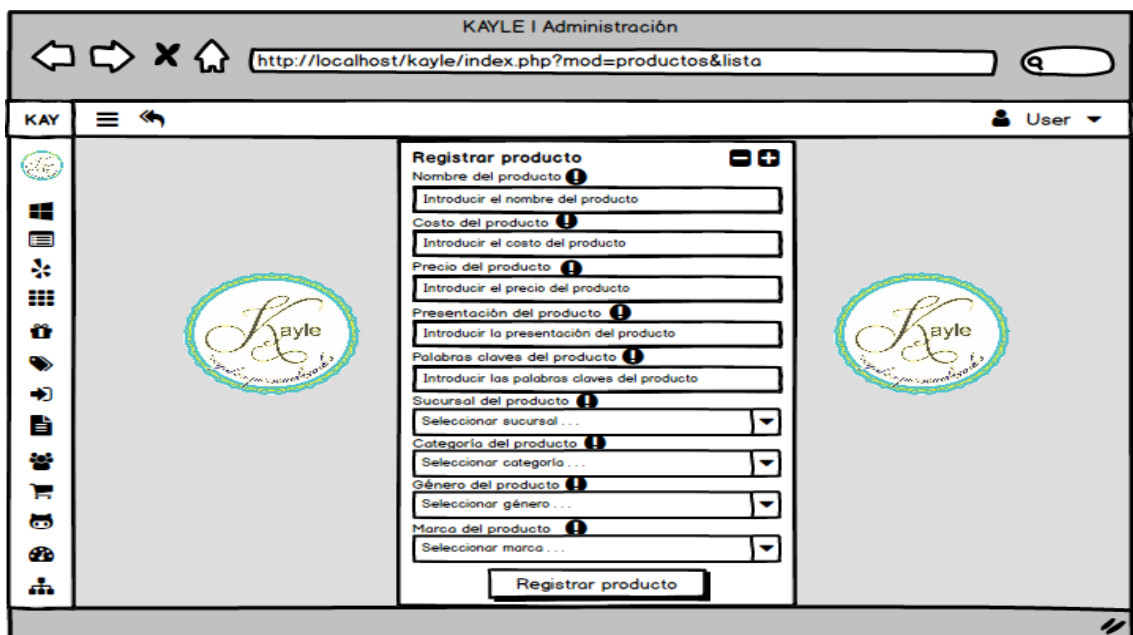 KAYLE | Administración
http://localhost/kayle/index.php?mod=productos&lista
KAY
User
Registrar producto
Nombre del producto
Introducir el nombre del producto
Costo del producto
Introducir el costo del producto
Precio del producto
Introducir el precio del producto
Presentación del producto
Introducir la presentación del producto
Palabras claves del producto
Introducir las palabras claves del producto
Sucursal del producto
Seleccionar sucursal ...
Categoría del producto
Seleccionar categoría ...
Género del producto
Seleccionar género ...
Marca del producto
Seleccionar marca ...
Registrar producto
Kayle
Kayle